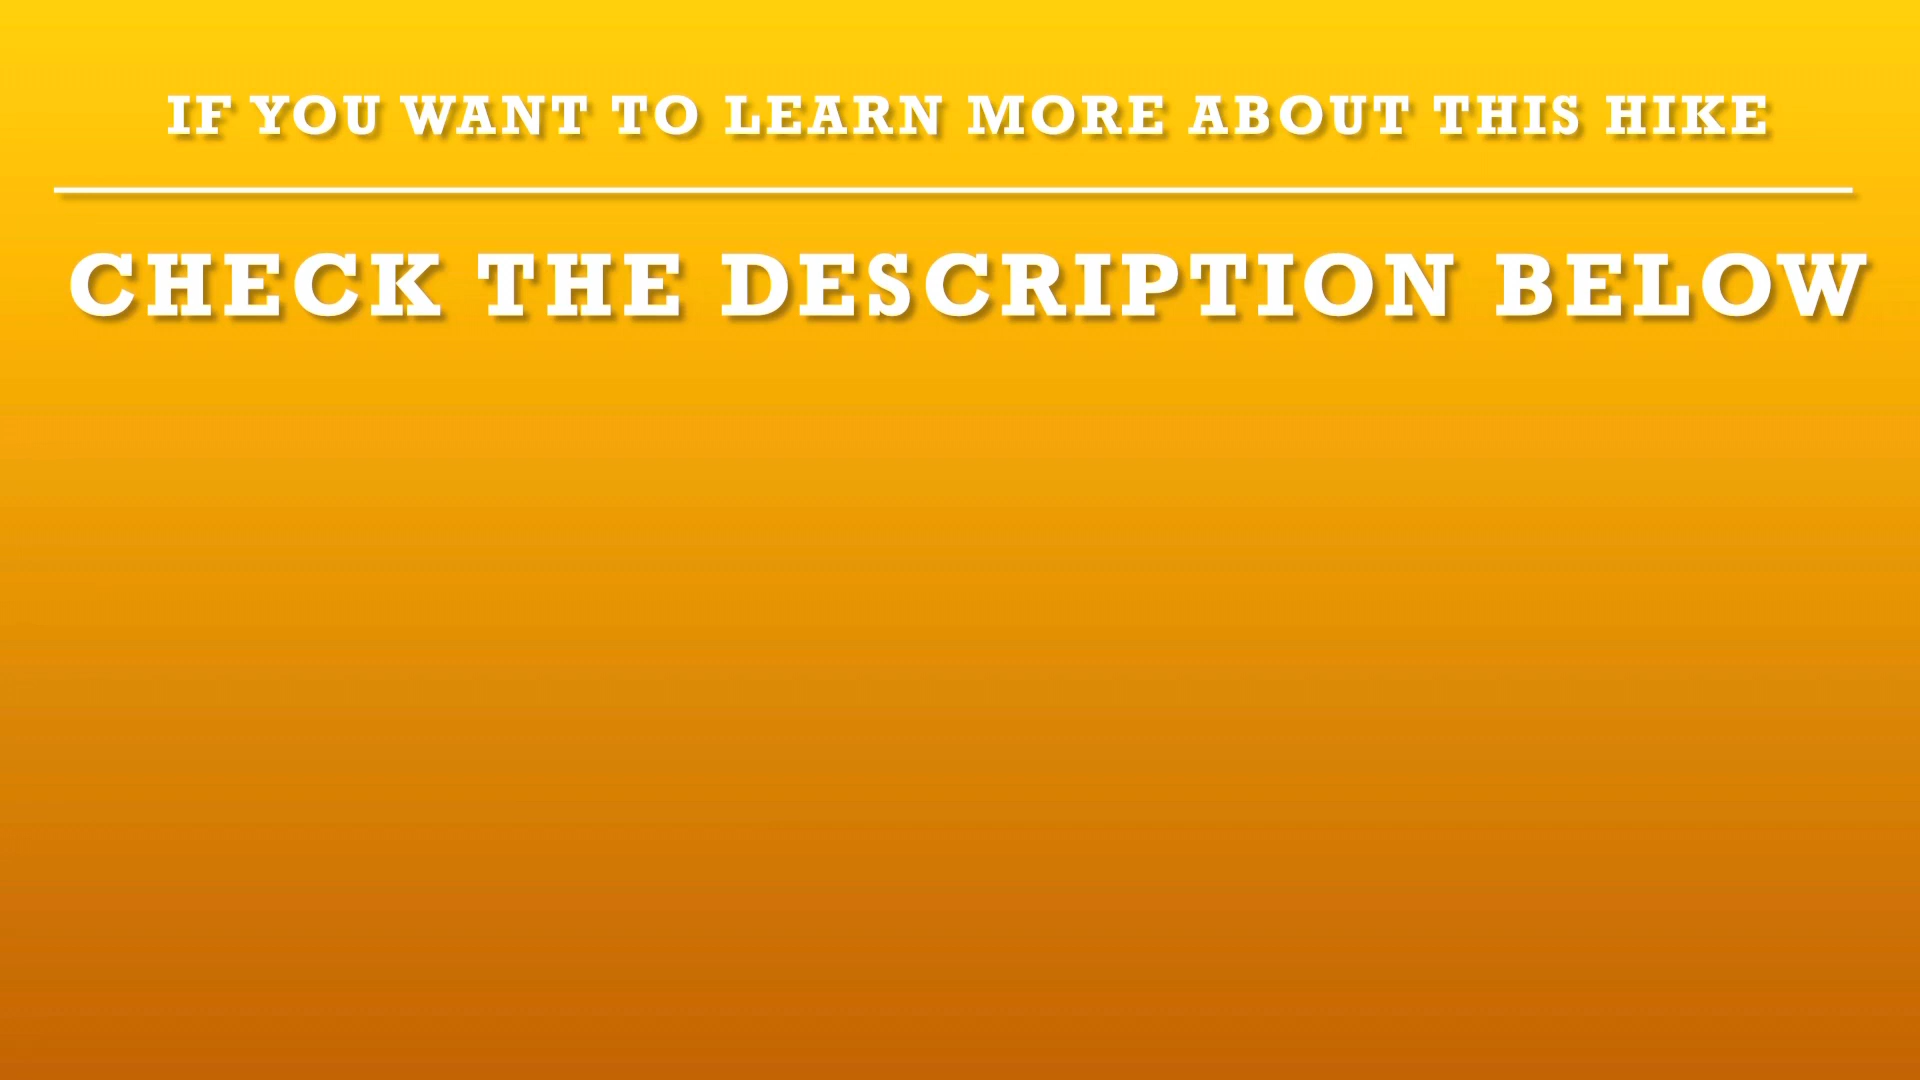 IF YOU WANT TO LEARN MORE ABOUT THIS HIKE
CHECK THE DESCRIPTION BELOW